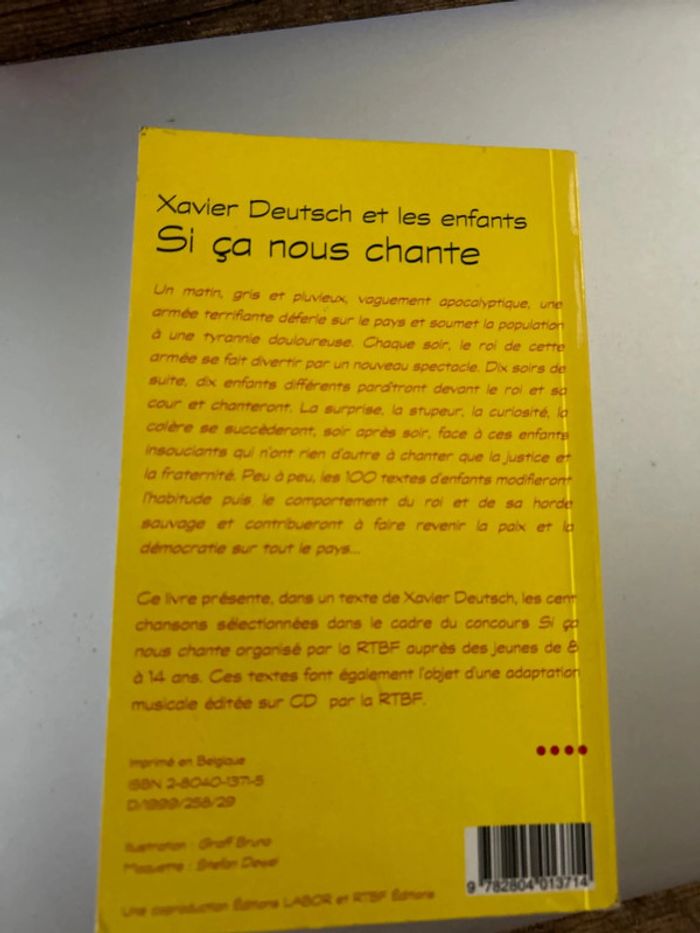 Xavier Deutsch et les enfants
Si ça nous chante
Un matin, gris et pluvieux, vaguement apocalyptique, une
armée terrifiante déferle sur le pays et soumet la population
à une tyrannie douloureuse. Chaque soir, le roi de cette
armée se fait divertir par un nouveau spectacle. Dix soirs de
suite, dix enfants différents paraîtront devant le roi et sa
cour et chanteront. La surprise, la stupeur, la curiosité, la
colère se succèderont, soir après soir, face à ces enfants
insouciants qui n'ont rien d'autre à chanter que la justice et
la fraternité. Peu à peu, les 100 textes d'enfants modifieront
l'habitude puis le comportement du roi et de sa horde
sauvage et contribueront à faire revenir la paix et la
démocratie sur tout le pays...
Ce livre présente, dans un texte de Xavier Deutsch, les cent
chansons sélectionnées dans le cadre du concours Si ça
nous chante organisé par la RTBF auprès des jeunes de 8
à 14 ans. Ces textes font également l'objet d'une adaptation
musicale éditée sur CD par la RTBF.
Imprimé en Belgique
ISBN 2-8040-1371-5
D/1999/258/29
Illustration : Graff Bruno
Maquette : Stefan Dewel
Une coproduction Éditions LABOR et RTBF Éditions
9 782804 013714